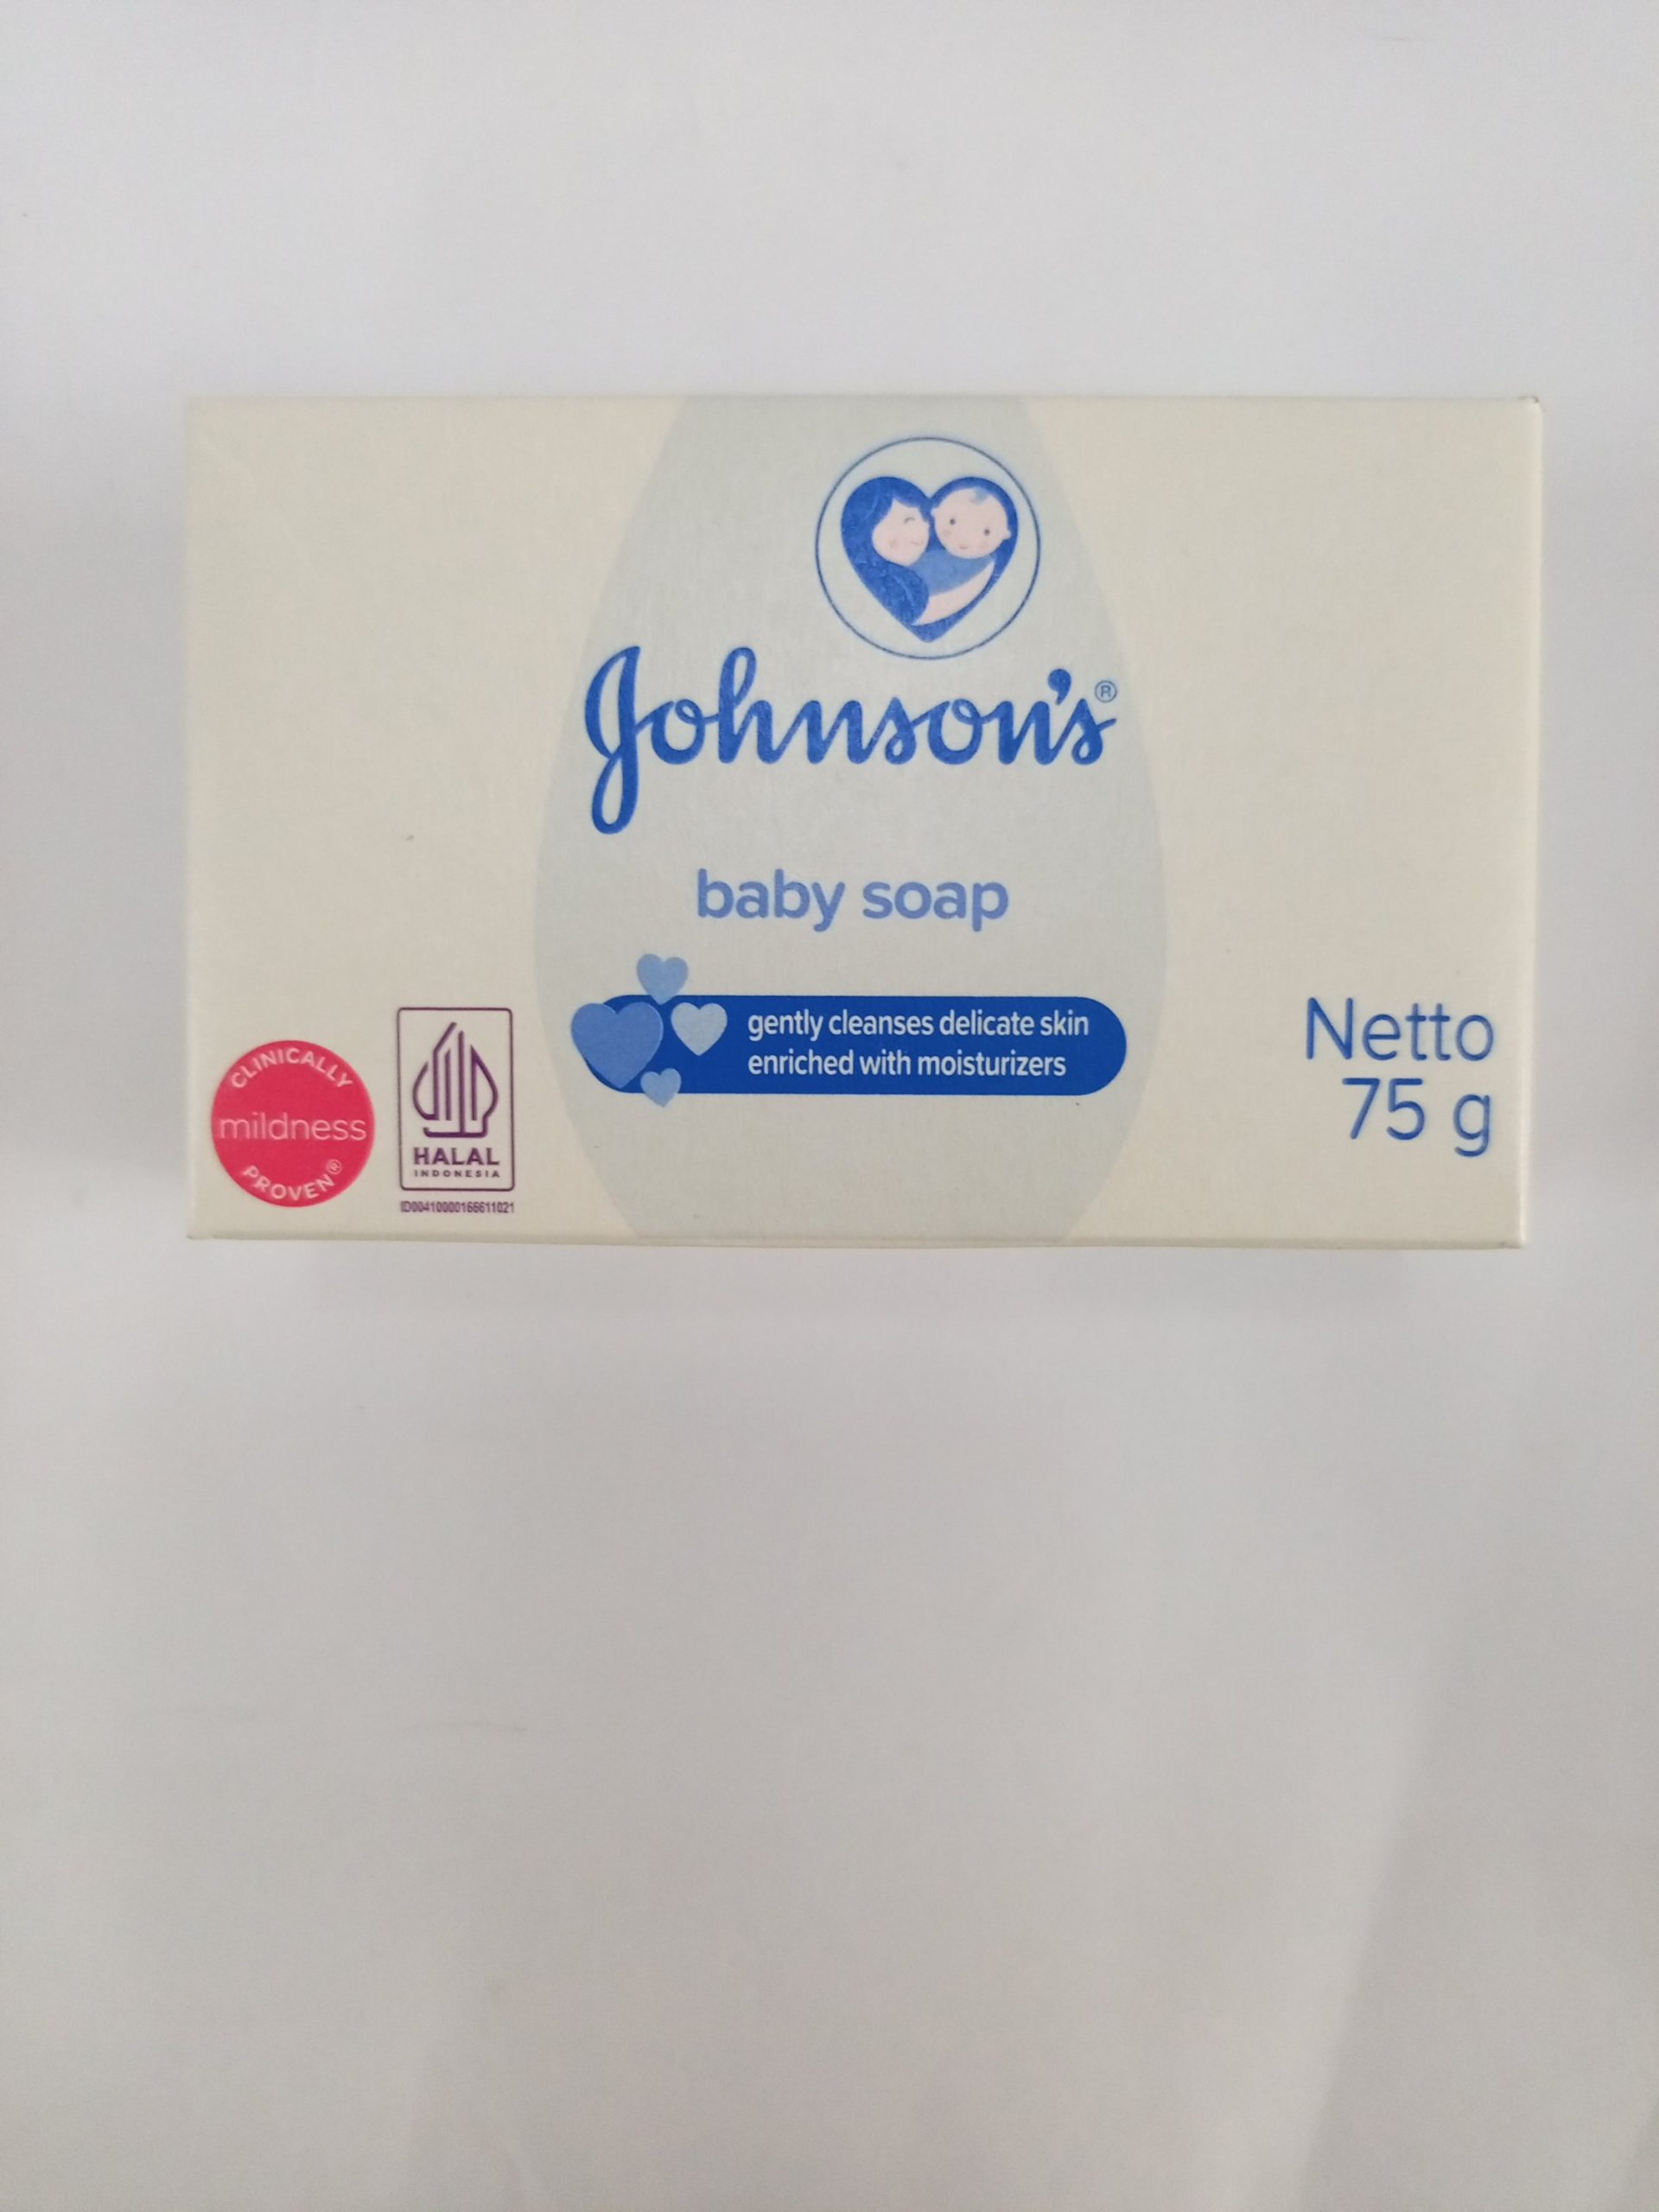 Johnson's®
baby soap
gently cleanses delicate skin
enriched with moisturizers
Netto
75 g
CLINICALLY
mildness
PROVEN®
HALAL
INDONESIA
ID00410000166611021